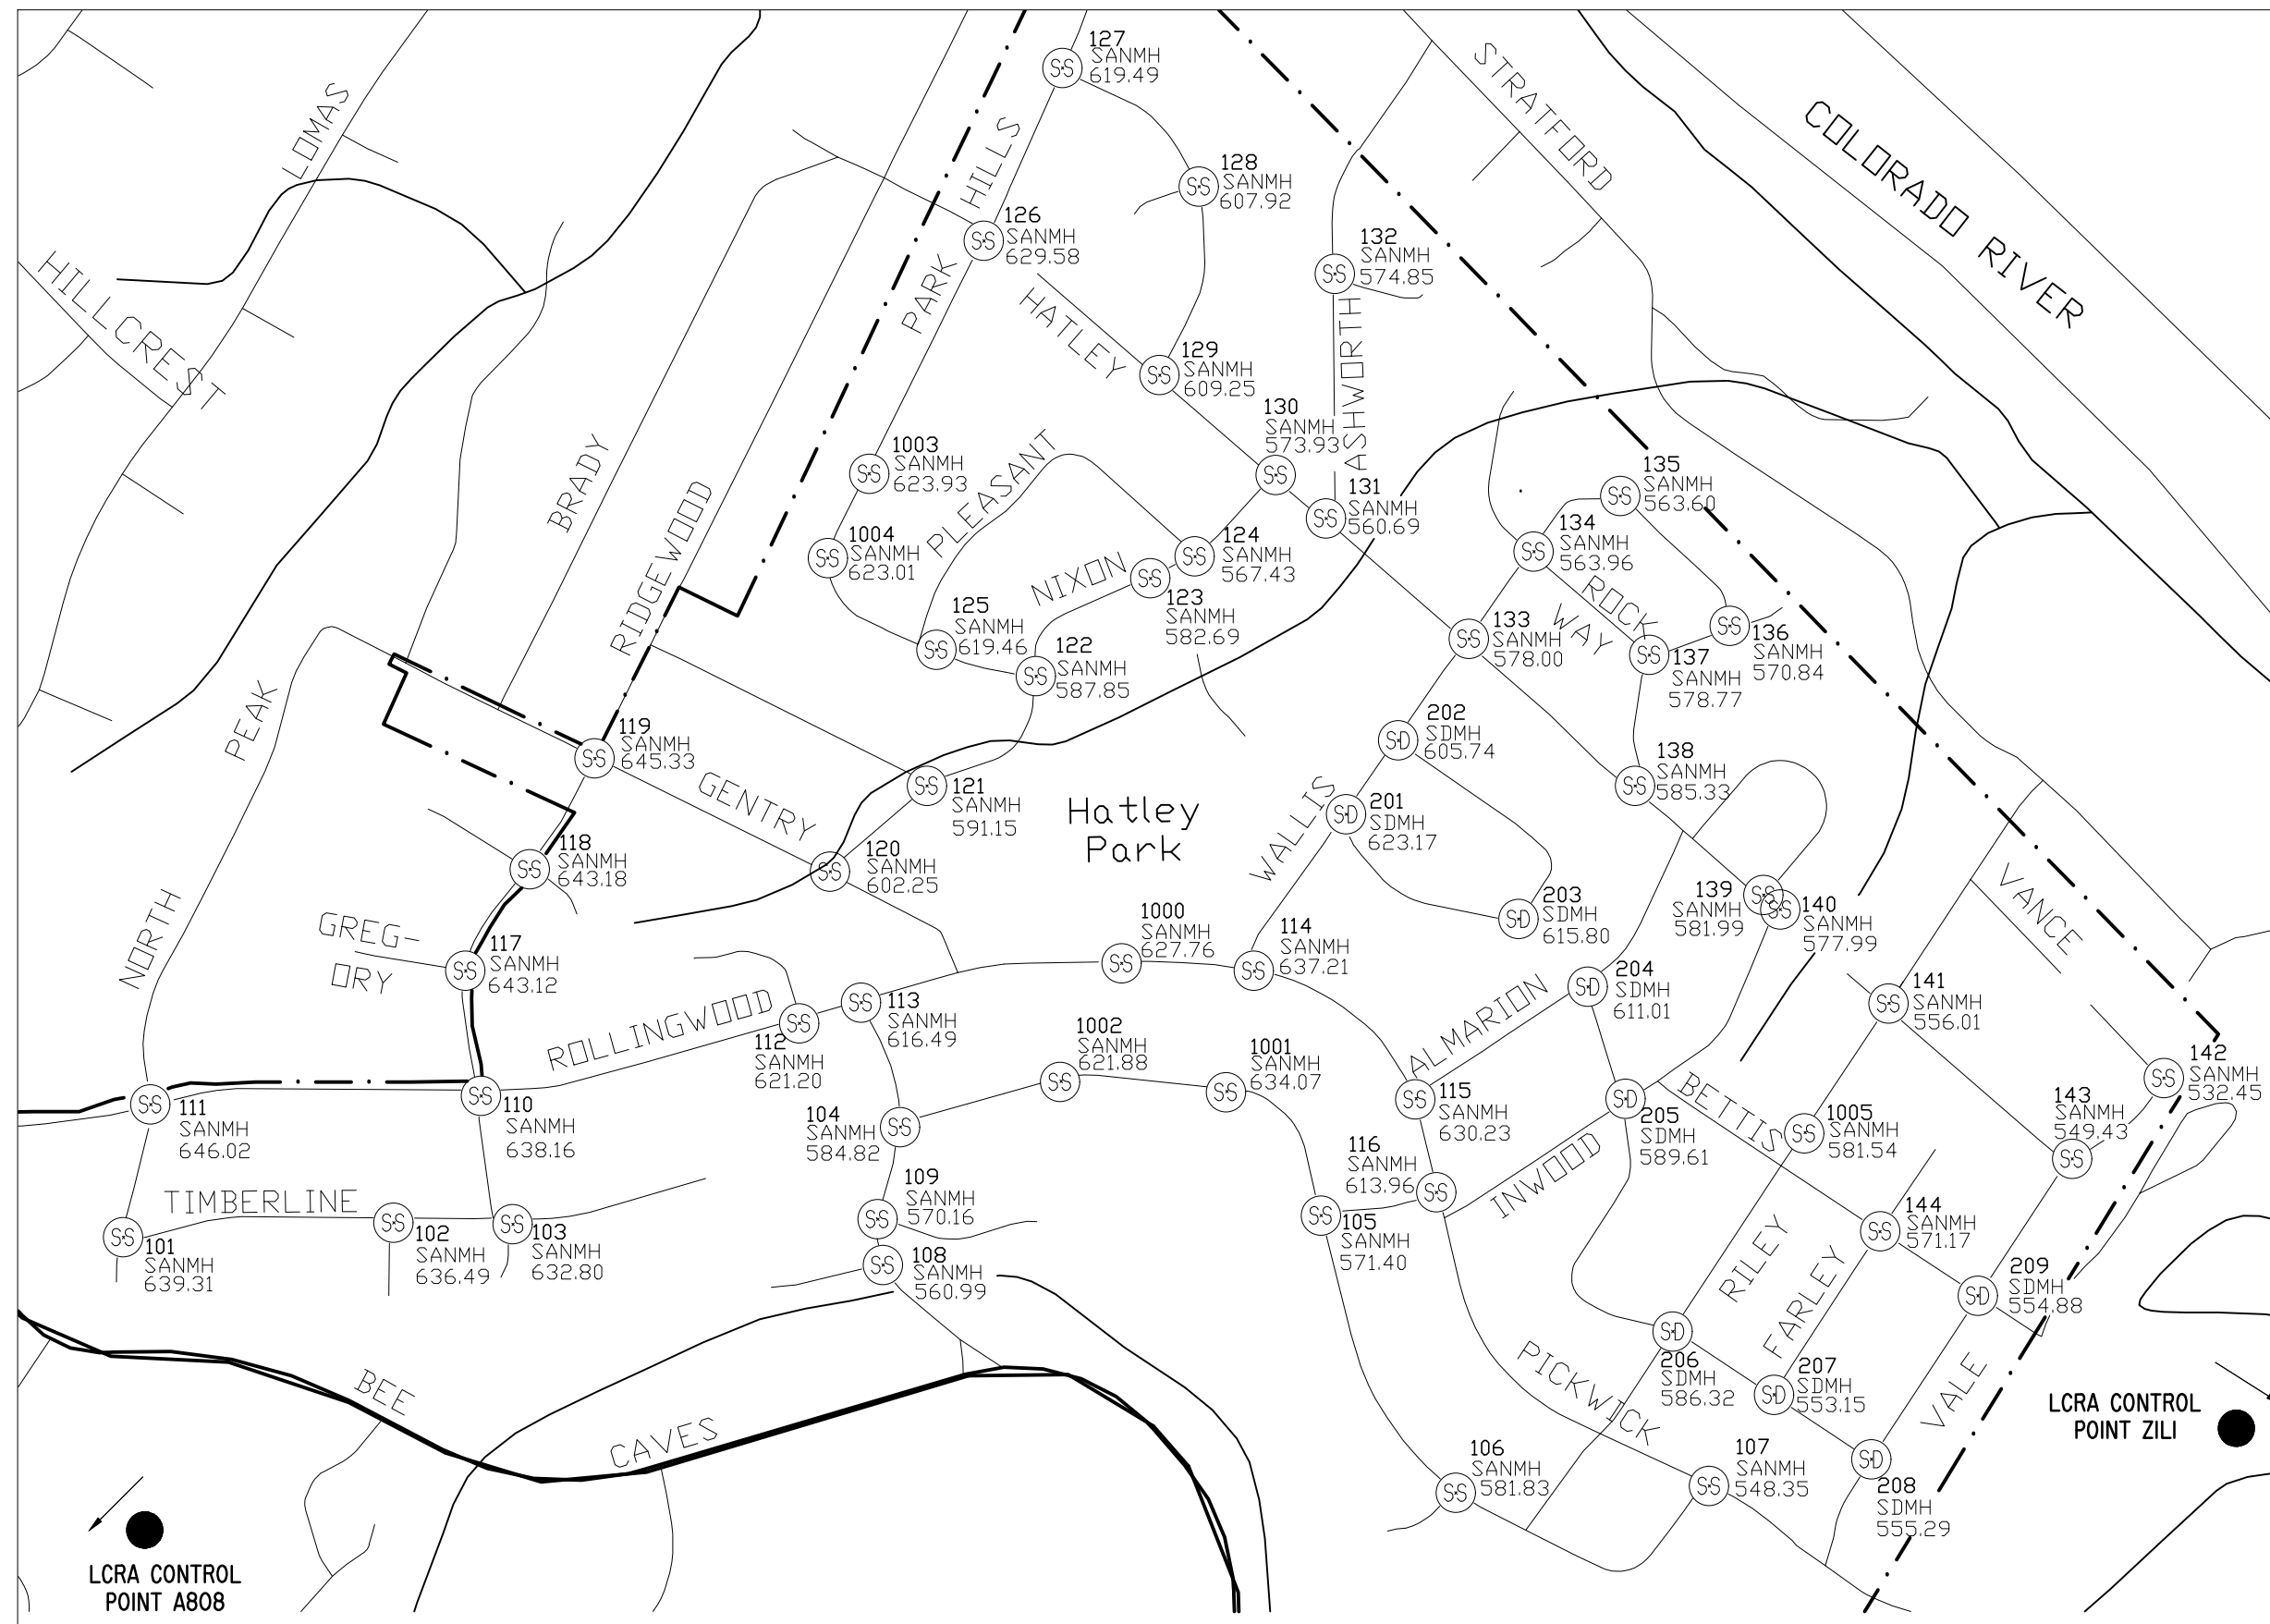 127
SANMH
619.49
STRATFORD
COLORADO RIVER
LOMAS
PARK HILLS
128
SANMH
607.92
126
SANMH
629.58
132
SANMH
574.85
HILLCREST
HATLEY
ASHWORTH
129
SANMH
609.25
130
SANMH
573.93
1003
SANMH
623.93
PLEASANT
BRADY
RIDGEWOOD
135
SANMH
563.60
131
SANMH
560.69
1004
SANMH
623.01
124
SANMH
567.43
134
SANMH
563.96
NIXON
123
SANMH
582.69
ROCK
WAY
125
SANMH
619.46
122
SANMH
587.85
133
SANMH
578.00
136
SANMH
570.84
137
SANMH
578.77
NORTH PEAK
119
SANMH
645.33
202
SDMH
605.74
GENTRY
121
SANMH
591.15
Hatley
Park
WALLIS
201
SDMH
623.17
138
SANMH
585.33
118
SANMH
643.18
120
SANMH
602.25
139
SANMH
581.99
140
SANMH
577.99
203
SDMH
615.80
VANCE
GREG-
ORY
117
SANMH
643.12
1000
SANMH
627.76
114
SANMH
637.21
204
SDMH
611.01
141
SANMH
556.01
ROLLINGWOOD
112
SANMH
621.20
113
SANMH
616.49
1002
SANMH
621.88
1001
SANMH
634.07
ALMARION
142
SANMH
532.45
111
SANMH
646.02
110
SANMH
638.16
104
SANMH
584.82
115
SANMH
630.23
205
SDMH
589.61
BETTIS
1005
SANMH
581.54
143
SANMH
549.43
116
SANMH
613.96
INWOOD
TIMBERLINE
109
SANMH
570.16
101
SANMH
639.31
102
SANMH
636.49
103
SANMH
632.80
105
SANMH
571.40
144
SANMH
571.17
RILEY
FARLEY
108
SANMH
560.99
209
SDMH
554.88
206
SDMH
586.32
207
SDMH
553.15
PICKWICK
VALE
BEE CAVES
LCRA CONTROL
POINT ZILI
106
SANMH
581.83
107
SANMH
548.35
208
SDMH
555.29
LCRA CONTROL
POINT A808